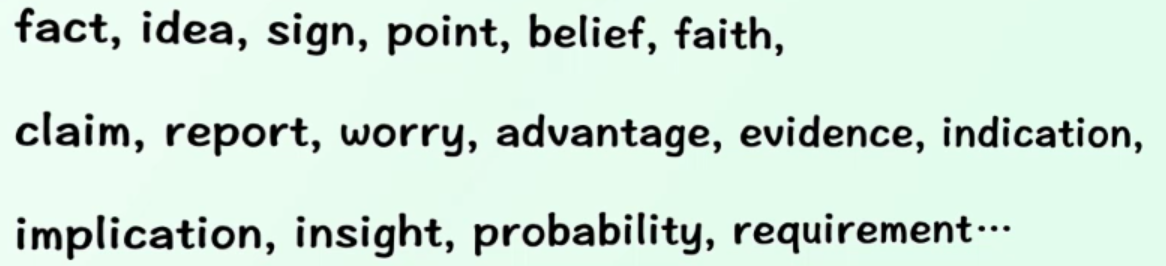 fact, idea, sign, point, belief, faith,
claim, report, worry, advantage, evidence, indication,
implication, insight, probability, requirement…